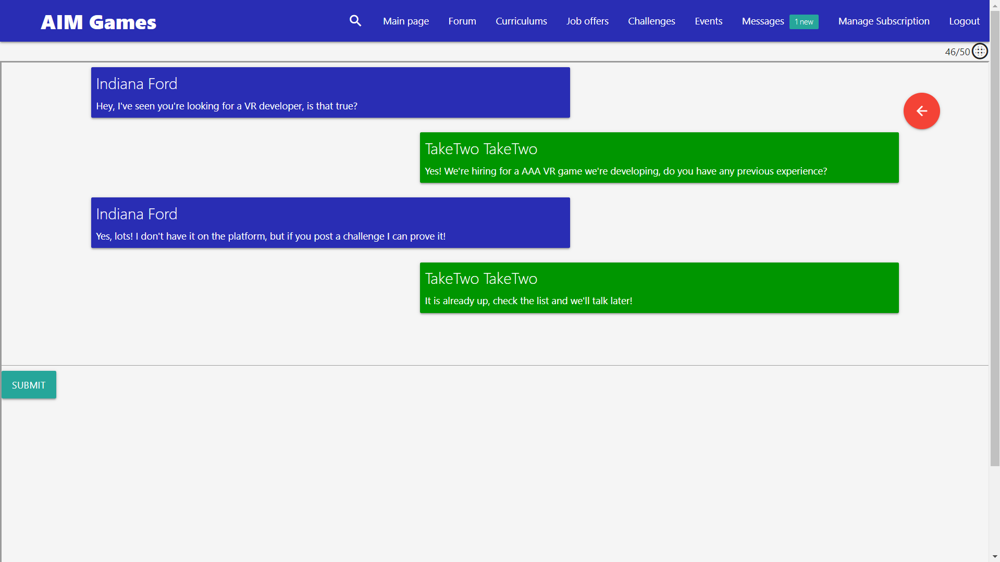 AIM Games
Main page Forum Curriculums Job offers Challenges Events Messages 1 new Manage Subscription Logout
46/50
Indiana Ford
Hey, I've seen you're looking for a VR developer, is that true?
TakeTwo TakeTwo
Yes! We're hiring for a AAA VR game we're developing, do you have any previous experience?
Indiana Ford
Yes, lots! I don't have it on the platform, but if you post a challenge I can prove it!
TakeTwo TakeTwo
It is already up, check the list and we'll talk later!
SUBMIT